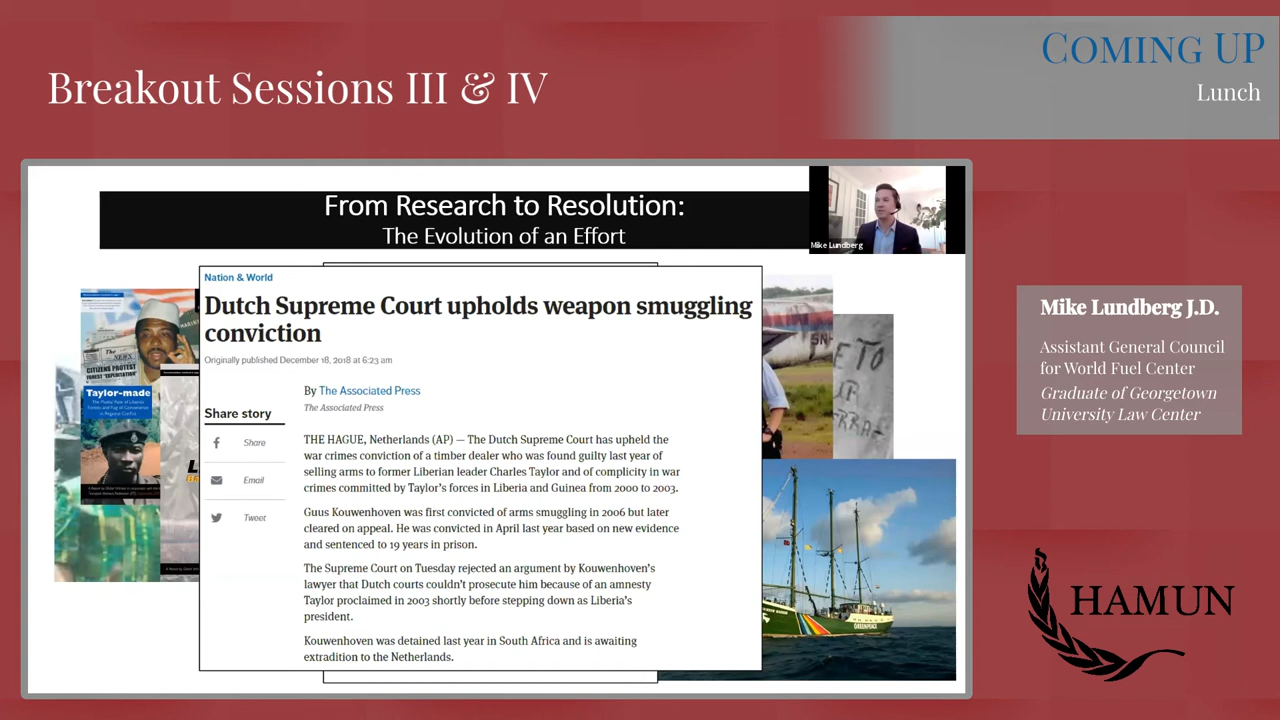 Breakout Sessions III & IV
COMING UP
Lunch
From Research to Resolution:
The Evolution of an Effort
Mike Lundberg
Nation & World
Dutch Supreme Court upholds weapon smuggling
conviction
Originally published December 18, 2018 at 6:23 am
By The Associated Press
The Associated Press
Share story
Share
Email
Tweet
THE HAGUE, Netherlands (AP) — The Dutch Supreme Court has upheld the
war crimes conviction of a timber dealer who was found guilty last year of
selling arms to former Liberian leader Charles Taylor and of complicity in war
crimes committed by Taylor's forces in Liberia and Guinea from 2000 to 2003.
Guus Kouwenhoven was first convicted of arms smuggling in 2006 but later
cleared on appeal. He was convicted in April last year based on new evidence
and sentenced to 19 years in prison.
The Supreme Court on Tuesday rejected an argument by Kouwenhoven's
lawyer that Dutch courts couldn't prosecute him because of an amnesty
Taylor proclaimed in 2003 shortly before stepping down as Liberia's
president.
Kouwenhoven was detained last year in South Africa and is awaiting
extradition to the Netherlands.
The NEWS
CITIZENS PROTEST
FOREST "EXPLOITATION"
Taylor-made
GREENPEACE
Mike Lundberg J.D.
Assistant General Council
for World Fuel Center
Graduate of Georgetown
University Law Center
HAMUN